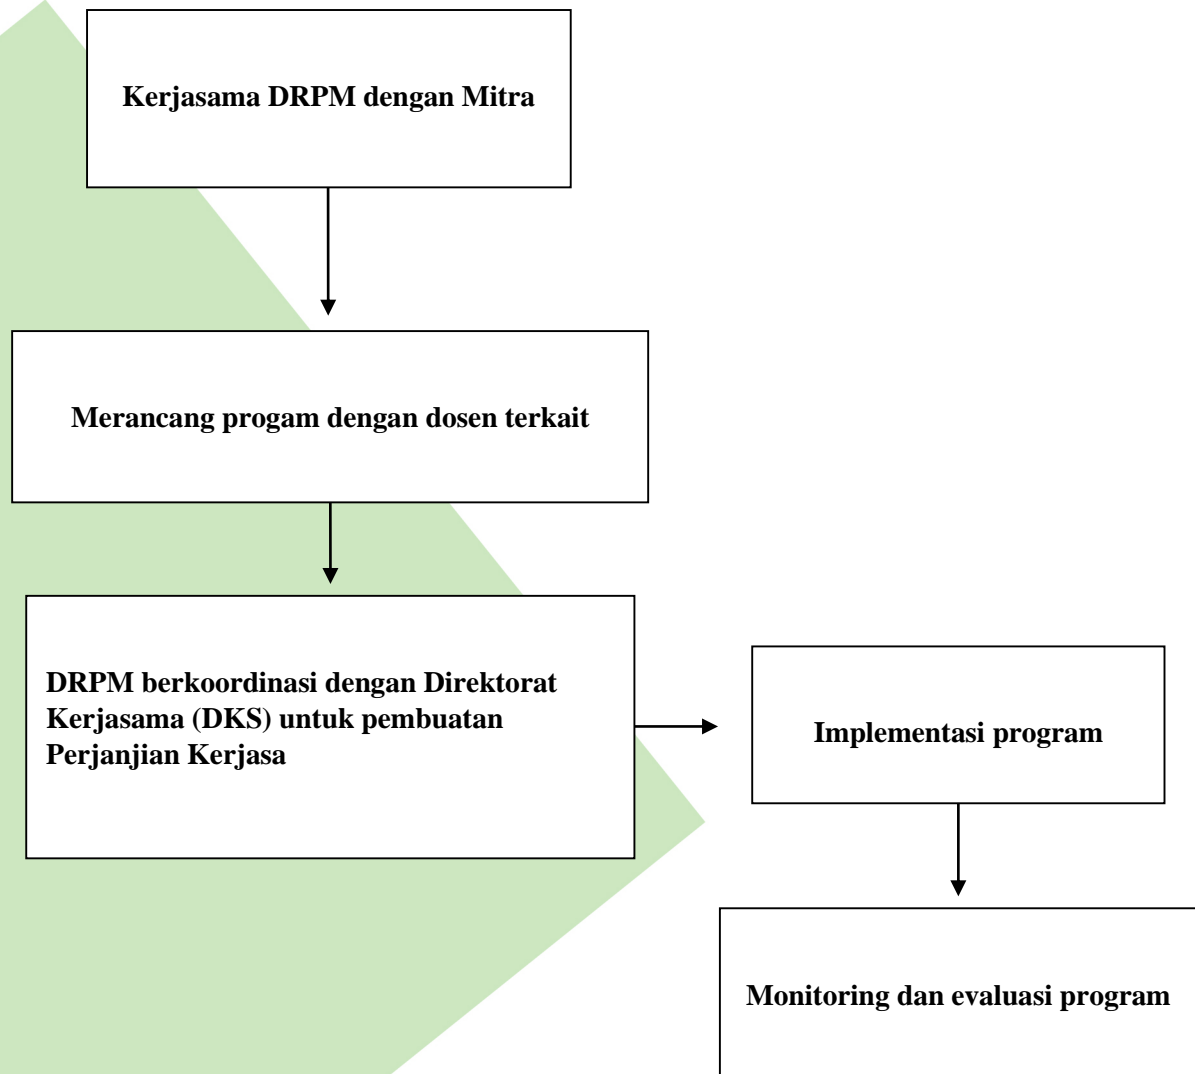 Kerjasama DRPM dengan Mitra
Merancang progam dengan dosen terkait
DRPM berkoordinasi dengan Direktorat
Kerjasama (DKS) untuk pembuatan
Perjanjian Kerjasa
Implementasi program
Monitoring dan evaluasi program